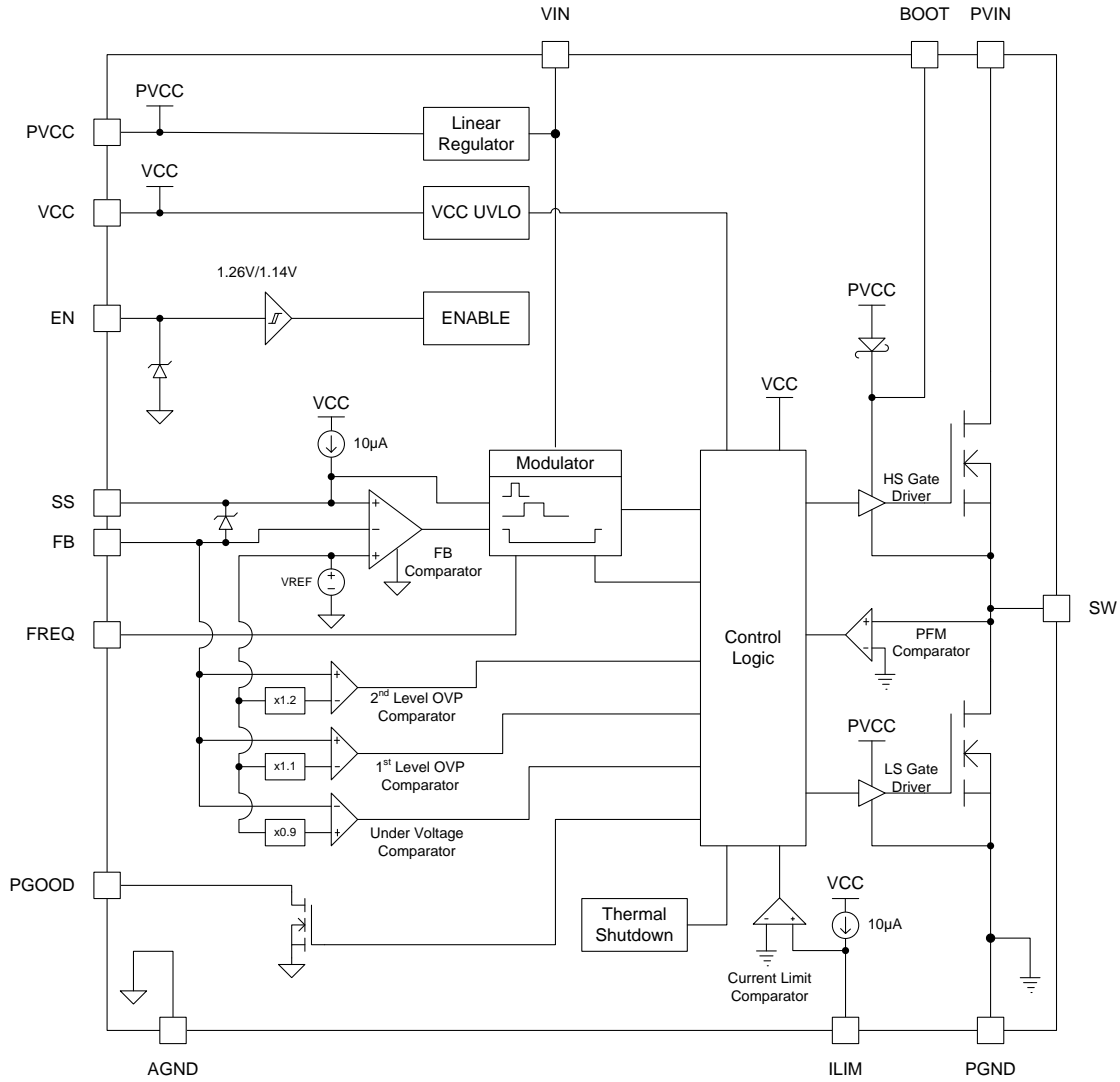 VIN
BOOT
PVIN
PVCC
PVCC
Linear
Regulator
VCC
VCC
VCC UVLO
1.26V/1.14V
EN
ENABLE
PVCC
VCC
VCC
10µA
Modulator
SS
HS Gate
Driver
FB
FB
Comparator
VREF
SW
FREQ
Control
Logic
PFM
Comparator
x1.2
2nd Level OVP
Comparator
PVCC
x1.1
1st Level OVP
Comparator
LS Gate
Driver
x0.9
Under Voltage
Comparator
PGOOD
VCC
Thermal
Shutdown
10µA
Current Limit
Comparator
AGND
ILIM
PGND